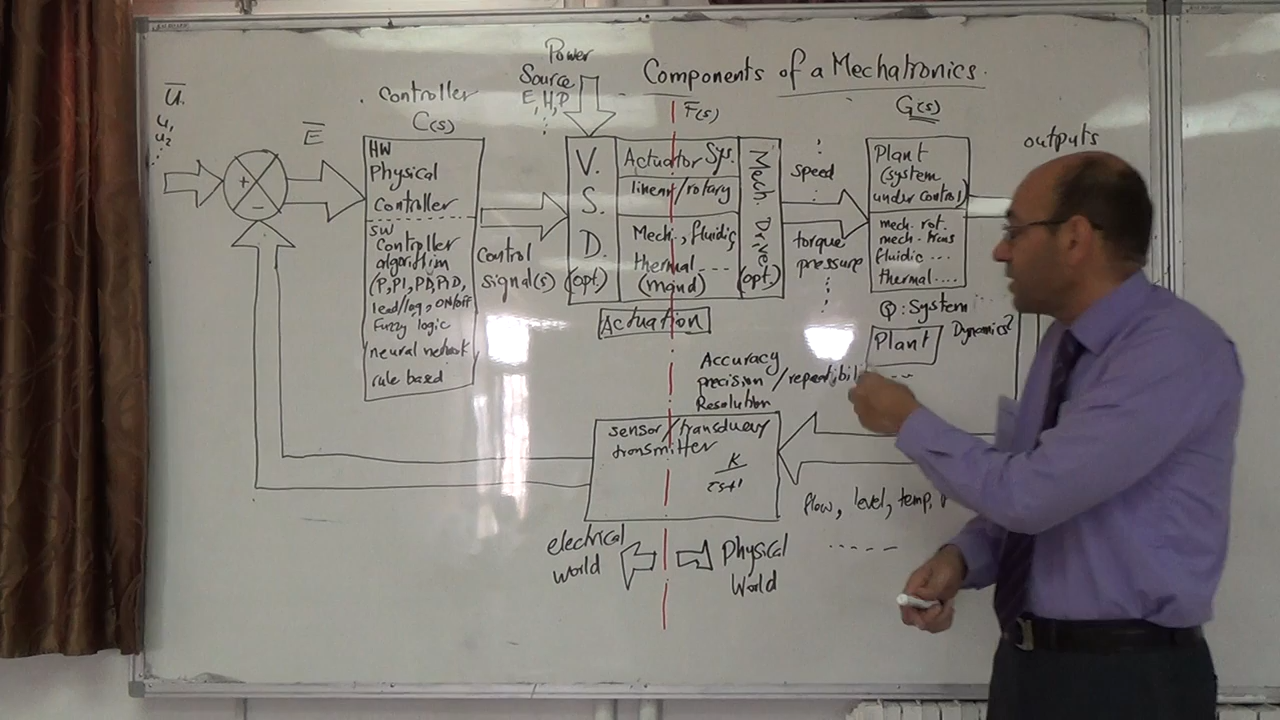 Components of a Mechatronics.
Power
Source
E, H, P
F(s)
G(s)
Controller
C(s)
U.
u1
u2
E
+
-
HW
Physical
Controller
SW
Controller
algorithm
(P, PI, PD, PID,
lead/lag, ON/OFF
Fuzzy logic
neural network
rule based
Control
signal(s)
V.
S.
D.
(opt.)
Actuator Sys.
linear/rotary
Mech., fluidic,
thermal ----
(mgnd)
Mech. Drive
(opt.)
Actuation
speed
torque
pressure
Plant
(system
under control)
mech. rot.
mech. trans
fluidic ...
thermal....
outputs
Q: System
Dynamics?
Plant
Accuracy
precision / repeatibili
Resolution
sensor/transducer/
transmitter
K
τs+1
flow, level, temp,
-----
electrical
world
Physical
World